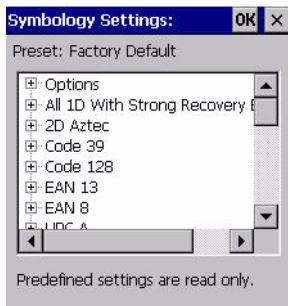 Symbology Settings: OK ×
Preset: Factory Default
Options
All 1D With Strong Recovery
2D Aztec
Code 39
Code 128
EAN 13
EAN 8
UPC A
Predefined settings are read only.